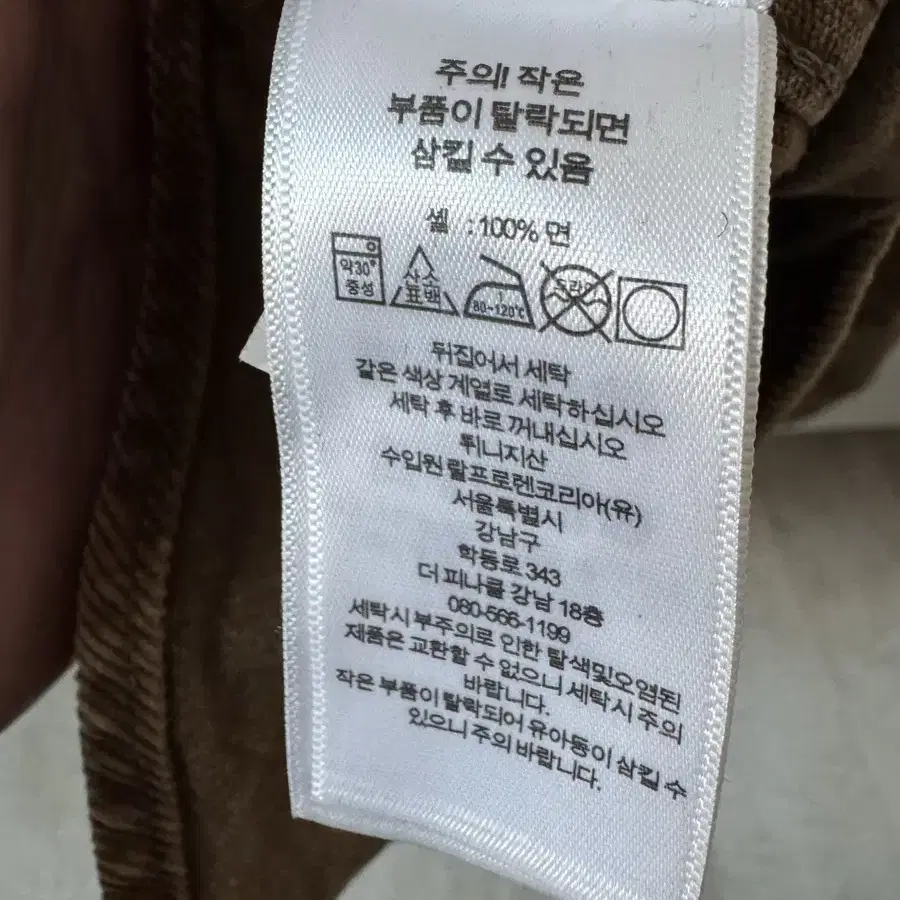 주의! 작은
부품이 탈락되면
삼킬 수 있음
쉘 : 100% 면
약30°
중성
산소
표백
80~120℃
드라이
뒤집어서 세탁
같은 색상 계열로 세탁하십시오
세탁 후 바로 꺼내십시오
튀니지산
수입원 랄프로렌코리아(유)
서울특별시
강남구
학동로 343
더 피나클 강남 18층
080-566-1199
세탁시 부주의로 인한 탈색및오염된
제품은 교환할 수 없으니 세탁시 주의
바랍니다.
작은 부품이 탈락되어 유아동이 삼킬 수
있으니 주의 바랍니다.